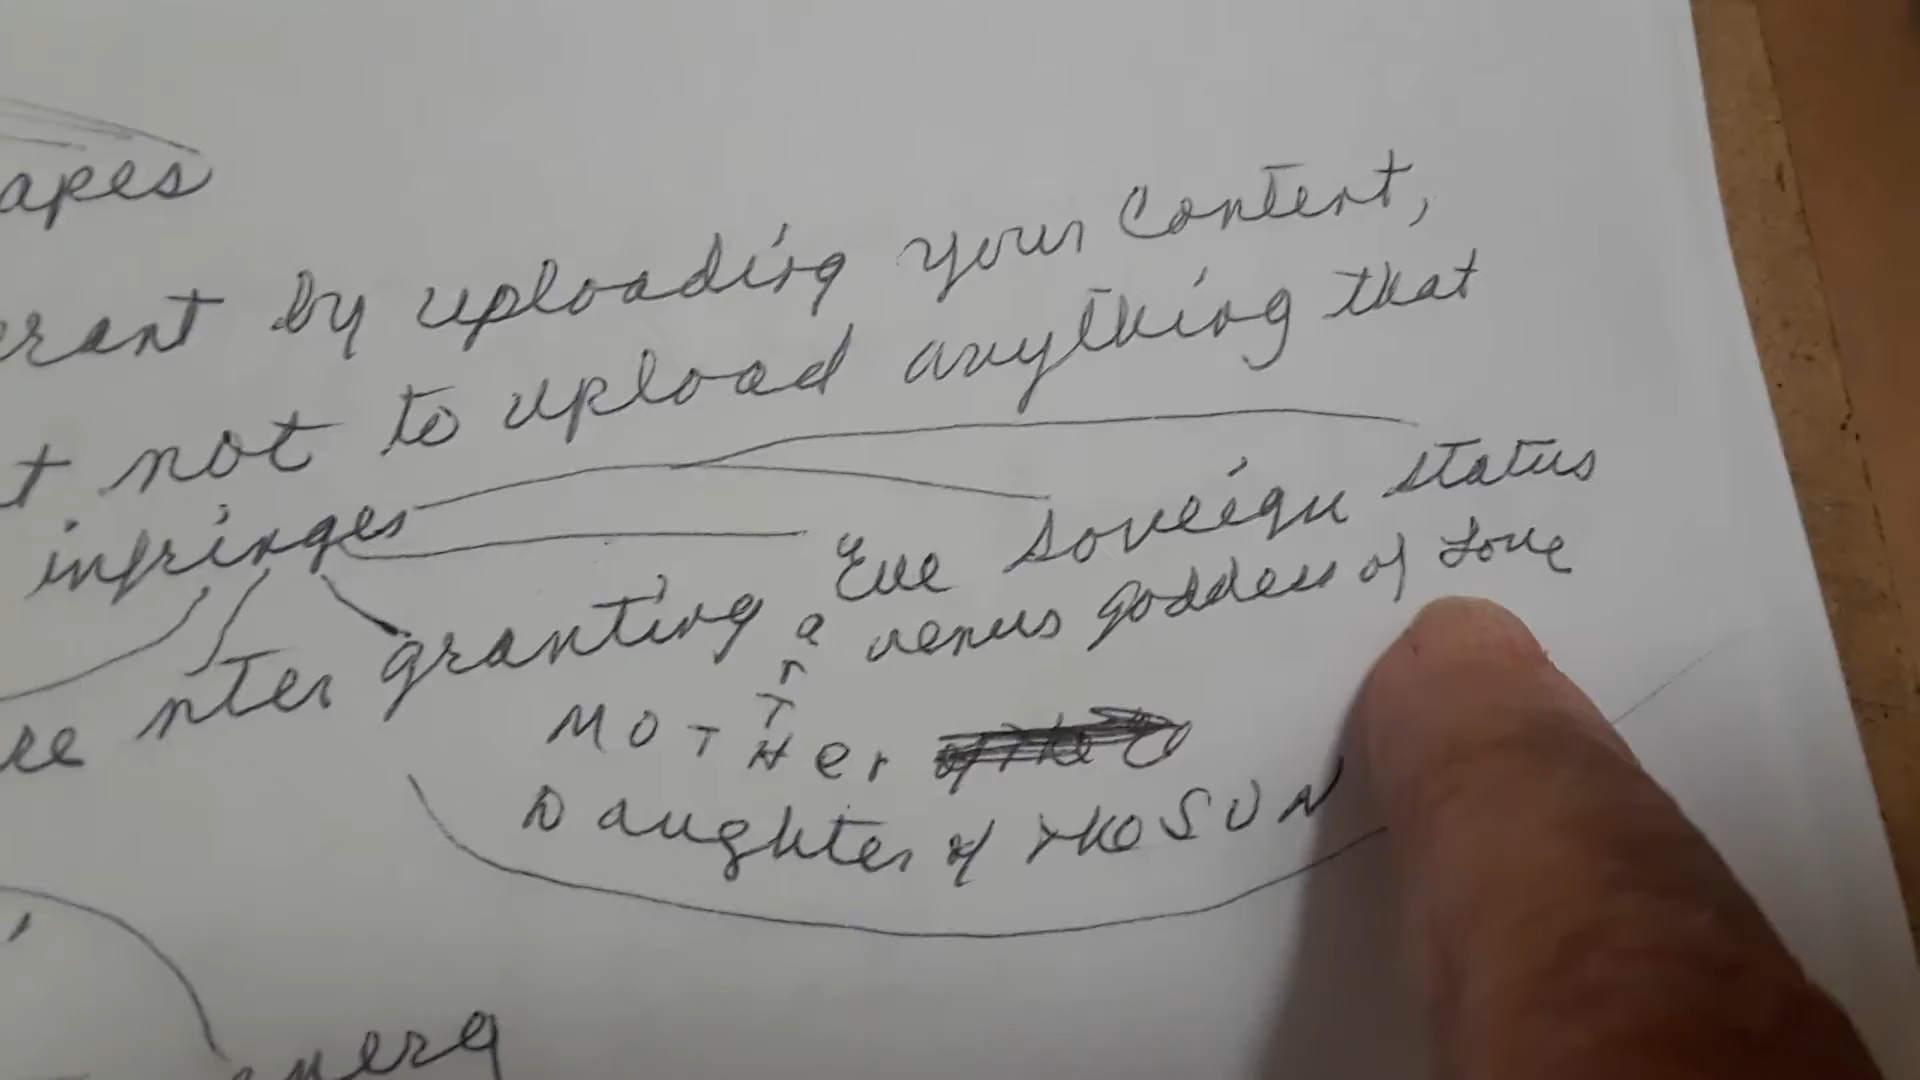 apes
rant by uploading your Content,
t not to upload anything that
infringes
Eve Soveign status
nter granting a venus goddess of Love
r
T
MOTHer
Daughter of the SUN
energ